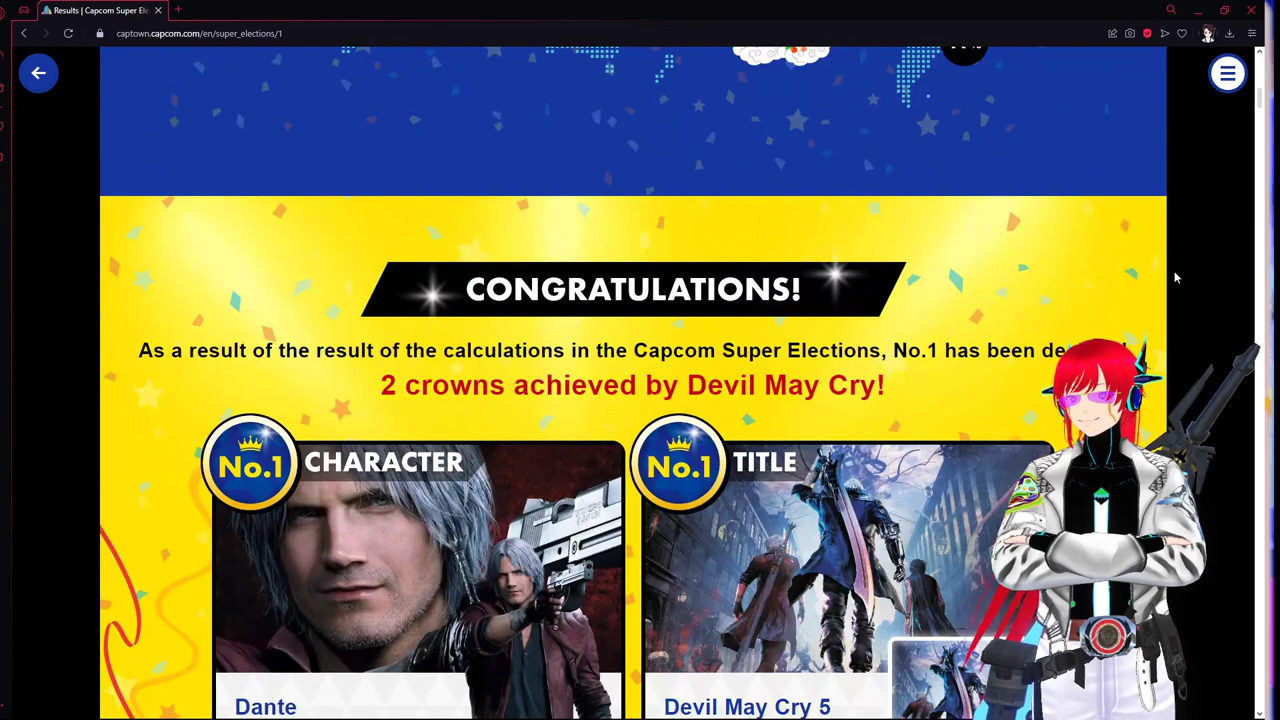 Results | Capcom Super Ele
captown.capcom.com/en/super_elections/1
CONGRATULATIONS!
As a result of the result of the calculations in the Capcom Super Elections, No.1 has been de
2 crowns achieved by Devil May Cry!
No.1 CHARACTER
No.1 TITLE
Dante
Devil May Cry 5